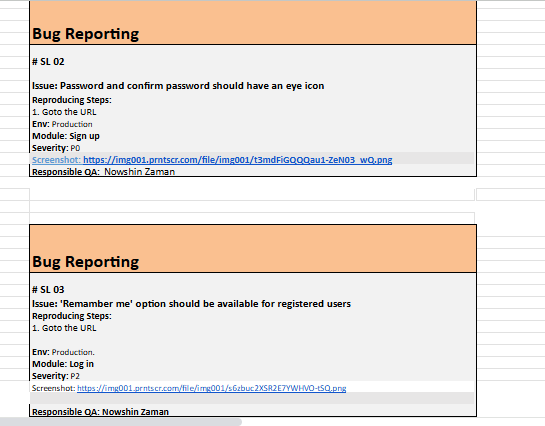 Bug Reporting
# SL 02
Issue: Password and confirm password should have an eye icon
Reproducing Steps:
1. Goto the URL
Env: Production
Module: Sign up
Severity: P0
Screenshot: https://img001.prntscr.com/file/img001/t3mdFiGQQQau1-ZeN03_wQ.png
Responsible QA: Nowshin Zaman
Bug Reporting
# SL 03
Issue: 'Remamber me' option should be available for registered users
Reproducing Steps:
1. Goto the URL
Env: Production.
Module: Log in
Severity: P2
Screenshot: https://img001.prntscr.com/file/img001/s6zbuc2XSR2E7YWHVO-tSQ.png
Responsible QA: Nowshin Zaman